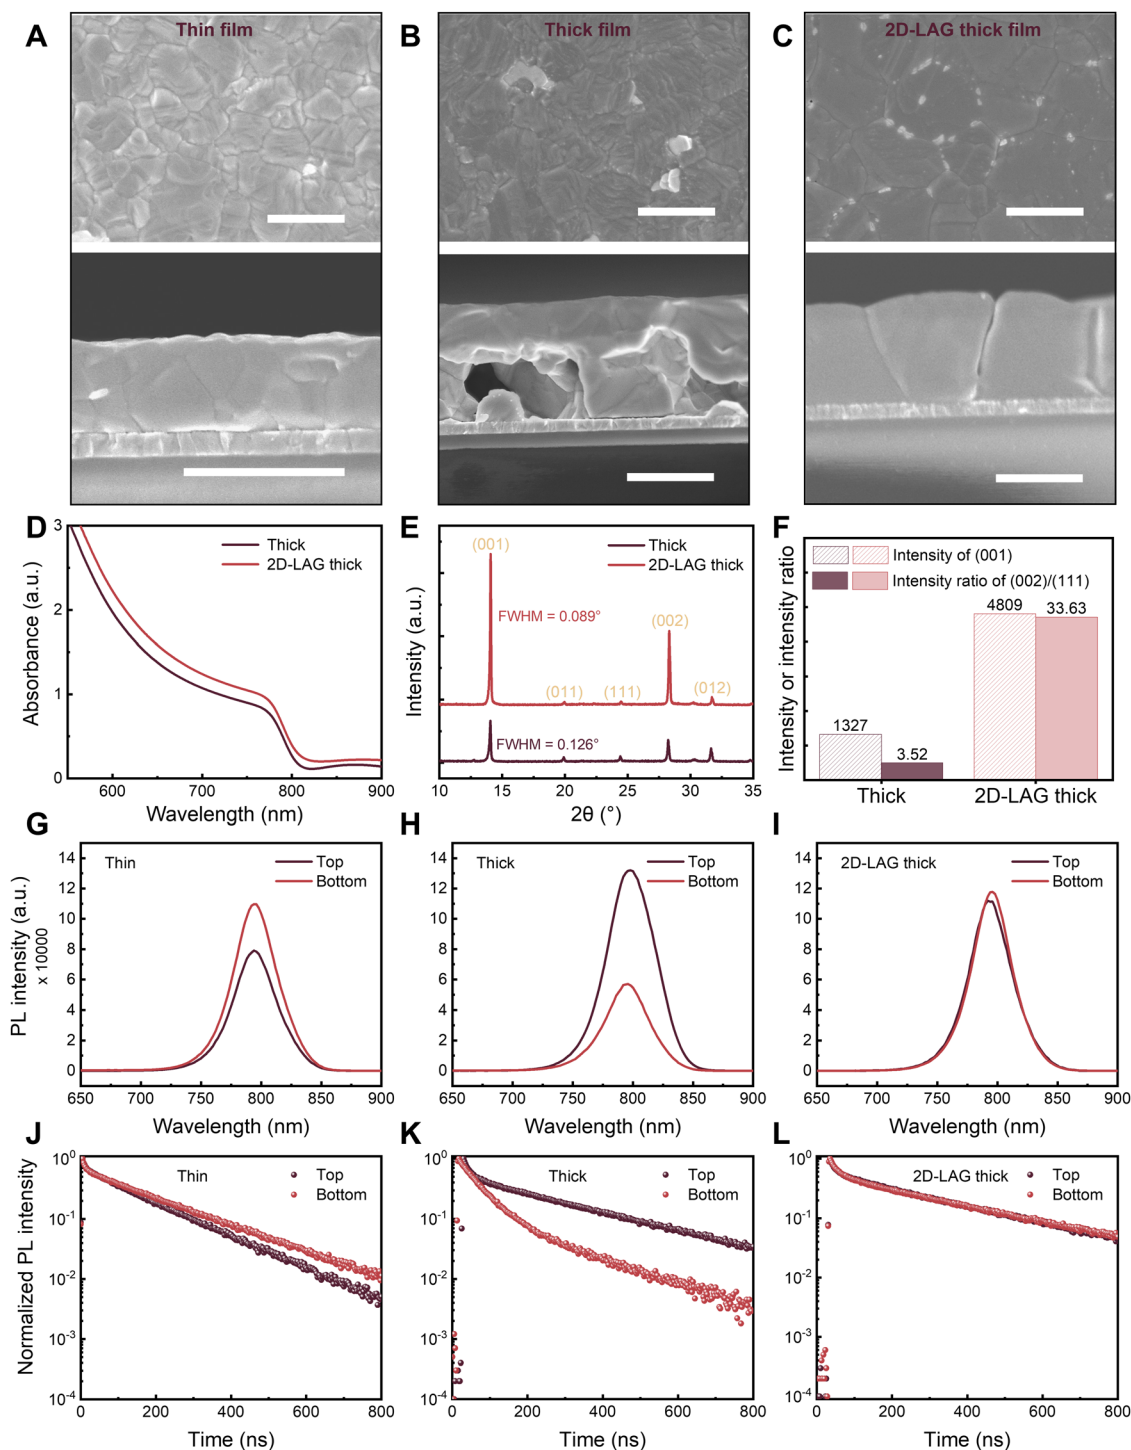 A
Thin film
B
Thick film
C
2D-LAG thick film
D
Absorbance (a.u.)
3
2
1
0
Thick
2D-LAG thick
600
700
800
900
Wavelength (nm)
E
Intensity (a.u.)
(001)
Thick
2D-LAG thick
FWHM = 0.089°
(002)
(011)
(111)
(012)
FWHM = 0.126°
10
15
20
25
30
35
2θ (°)
F
Intensity or intensity ratio
Intensity of (001)
Intensity ratio of (002)/(111)
4809
33.63
1327
3.52
Thick
2D-LAG thick
G
PL intensity (a.u.)
x 10000
14
12
10
8
6
4
2
0
Thin
Top
Bottom
650
700
750
800
850
900
Wavelength (nm)
H
14
12
10
8
6
4
2
0
Thick
Top
Bottom
650
700
750
800
850
900
Wavelength (nm)
I
14
12
10
8
6
4
2
0
2D-LAG thick
Top
Bottom
650
700
750
800
850
900
Wavelength (nm)
J
Normalized PL intensity
10⁰
10⁻¹
10⁻²
10⁻³
10⁻⁴
Thin
Top
Bottom
0
200
400
600
800
Time (ns)
K
10⁰
10⁻¹
10⁻²
10⁻³
10⁻⁴
Thick
Top
Bottom
0
200
400
600
800
Time (ns)
L
10⁰
10⁻¹
10⁻²
10⁻³
10⁻⁴
2D-LAG thick
Top
Bottom
0
200
400
600
800
Time (ns)